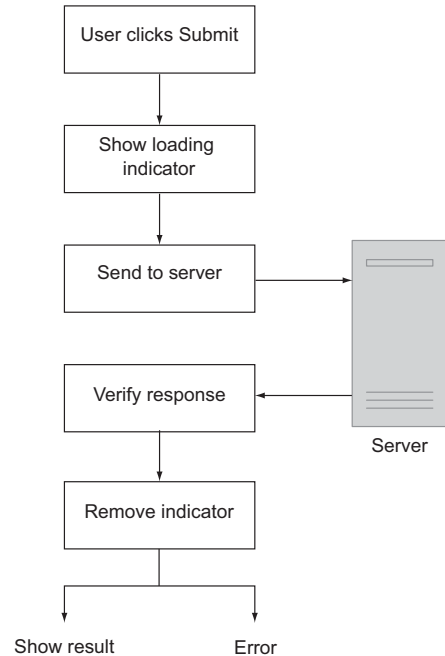 User clicks Submit
Show loading
indicator
Send to server
Verify response
Server
Remove indicator
Show result
Error